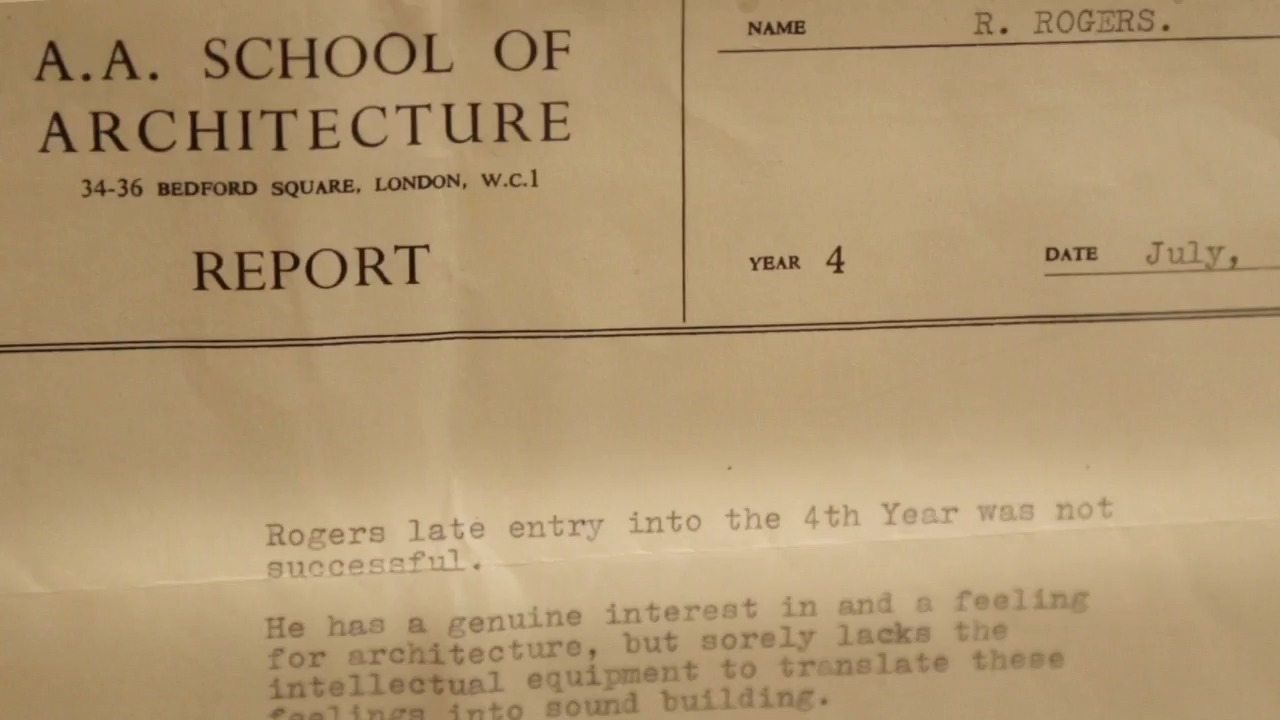 A.A. SCHOOL OF
ARCHITECTURE
34-36 BEDFORD SQUARE, LONDON, W.C.1
REPORT
NAME R. ROGERS.
YEAR 4 DATE July,
Rogers late entry into the 4th Year was not
successful.
He has a genuine interest in and a feeling
for architecture, but sorely lacks the
intellectual equipment to translate these
feelings into sound building.